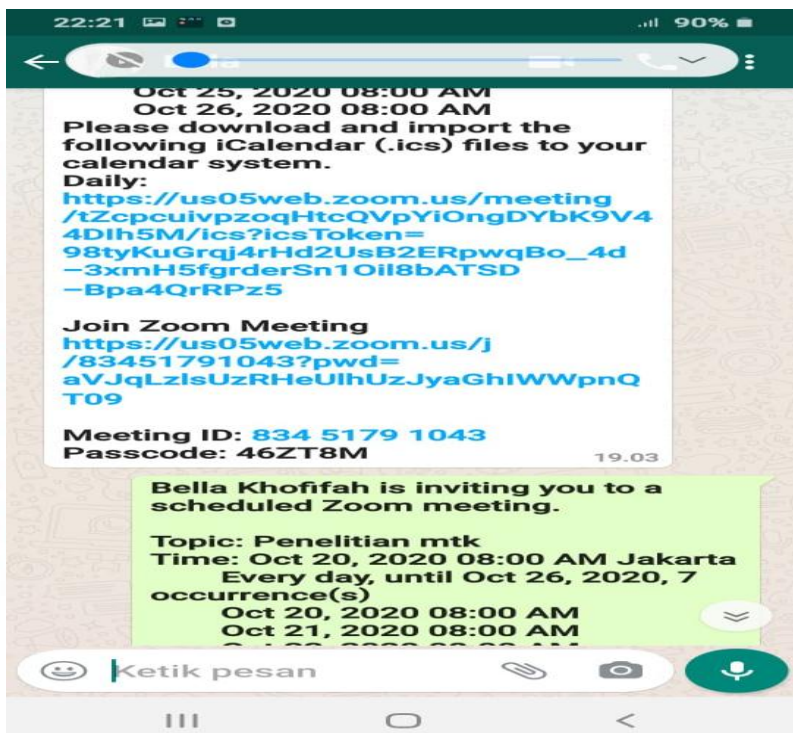 22:21
90%
Oct 25, 2020 08:00 AM
Oct 26, 2020 08:00 AM
Please download and import the
following iCalendar (.ics) files to your
calendar system.
Daily:
https://us05web.zoom.us/meeting
/tZcpcuivpzoqHtcQVpYiOngDYbK9V4
4DIh5M/ics?icsToken=
98tyKuGrqj4rHd2UsB2ERpwqBo_4d
-3xmH5fgrderSn1Oil8bATSD
-Bpa4QrRPz5
Join Zoom Meeting
https://us05web.zoom.us/j
/83451791043?pwd=
aVJqLzlsUzRHeUlhUzJyaGhIWWpnQ
T09
Meeting ID: 834 5179 1043
Passcode: 46ZT8M
19.03
Bella Khofifah is inviting you to a
scheduled Zoom meeting.
Topic: Penelitian mtk
Time: Oct 20, 2020 08:00 AM Jakarta
Every day, until Oct 26, 2020, 7
occurrence(s)
Oct 20, 2020 08:00 AM
Oct 21, 2020 08:00 AM
Ketik pesan